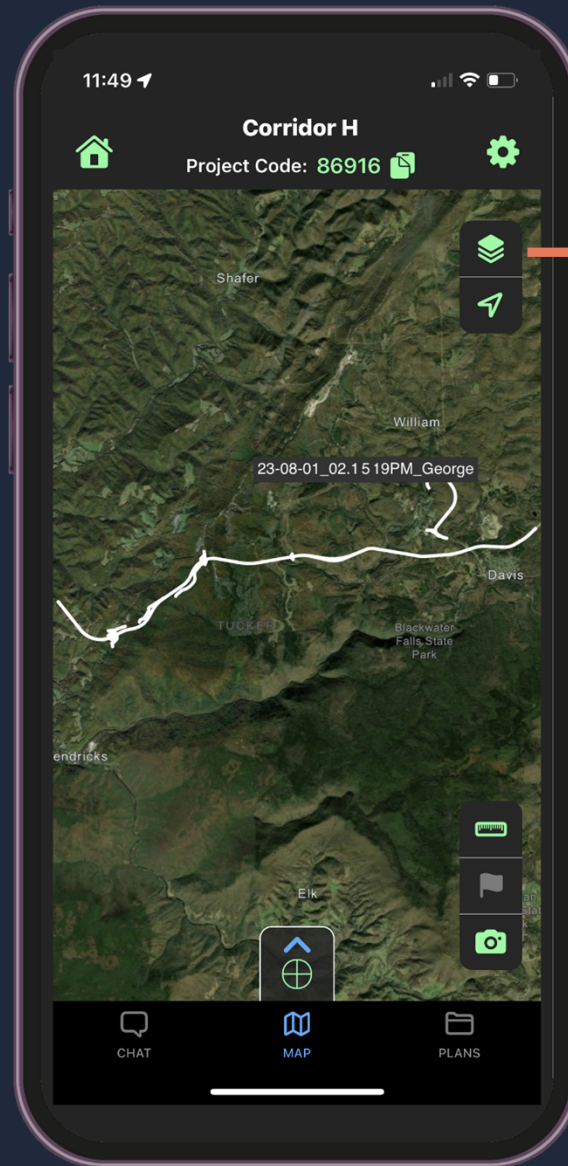 11:49
Corridor H
Project Code: 86916
Shafer
William
23-08-01_02.15 19PM_George
Davis
TUCKER
Blackwater
Falls State
Park
endricks
Elk
CHAT
MAP
PLANS